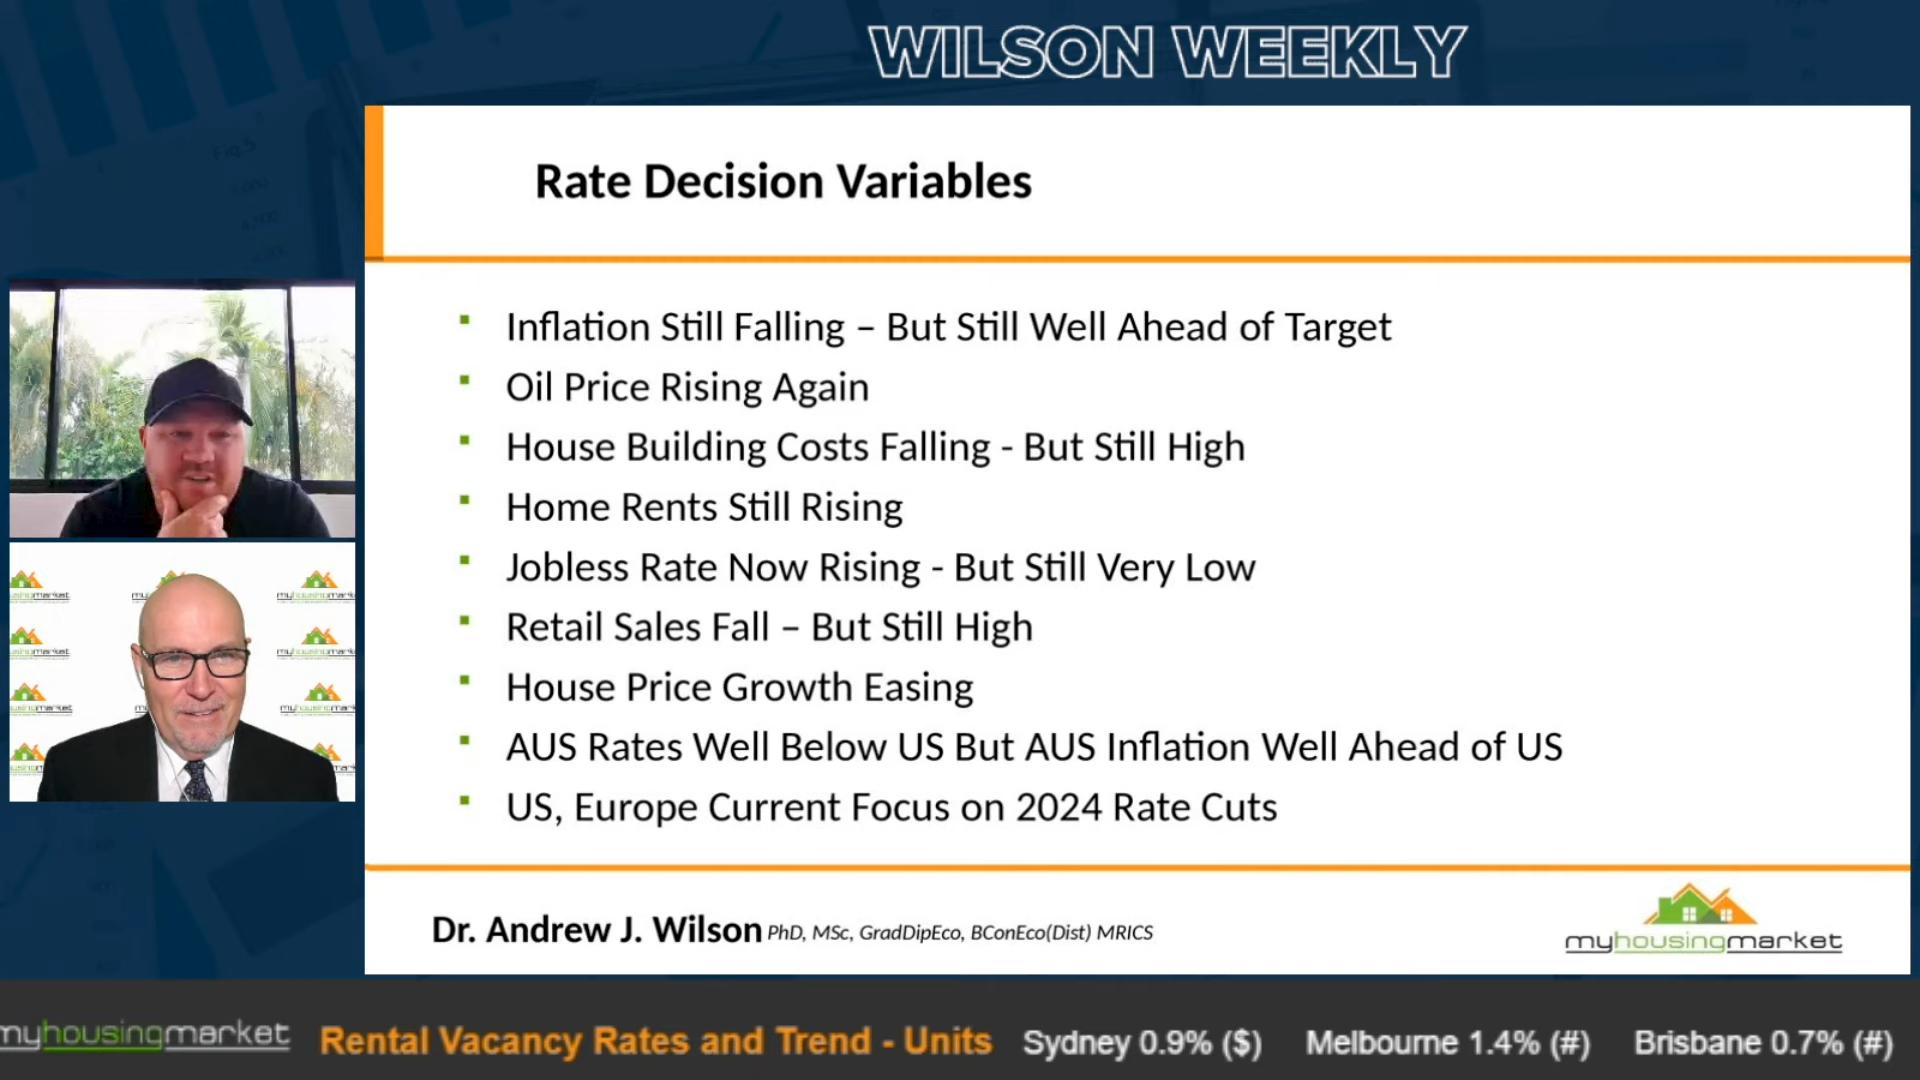 WILSON WEEKLY
Rate Decision Variables
Inflation Still Falling – But Still Well Ahead of Target
Oil Price Rising Again
House Building Costs Falling - But Still High
Home Rents Still Rising
Jobless Rate Now Rising - But Still Very Low
Retail Sales Fall – But Still High
House Price Growth Easing
AUS Rates Well Below US But AUS Inflation Well Ahead of US
US, Europe Current Focus on 2024 Rate Cuts
Dr. Andrew J. Wilson PhD, MSc, GradDipEco, BConEco(Dist) MRICS
myhousingmarket
myhousingmarket Rental Vacancy Rates and Trend - Units Sydney 0.9% ($) Melbourne 1.4% (#) Brisbane 0.7% (#)